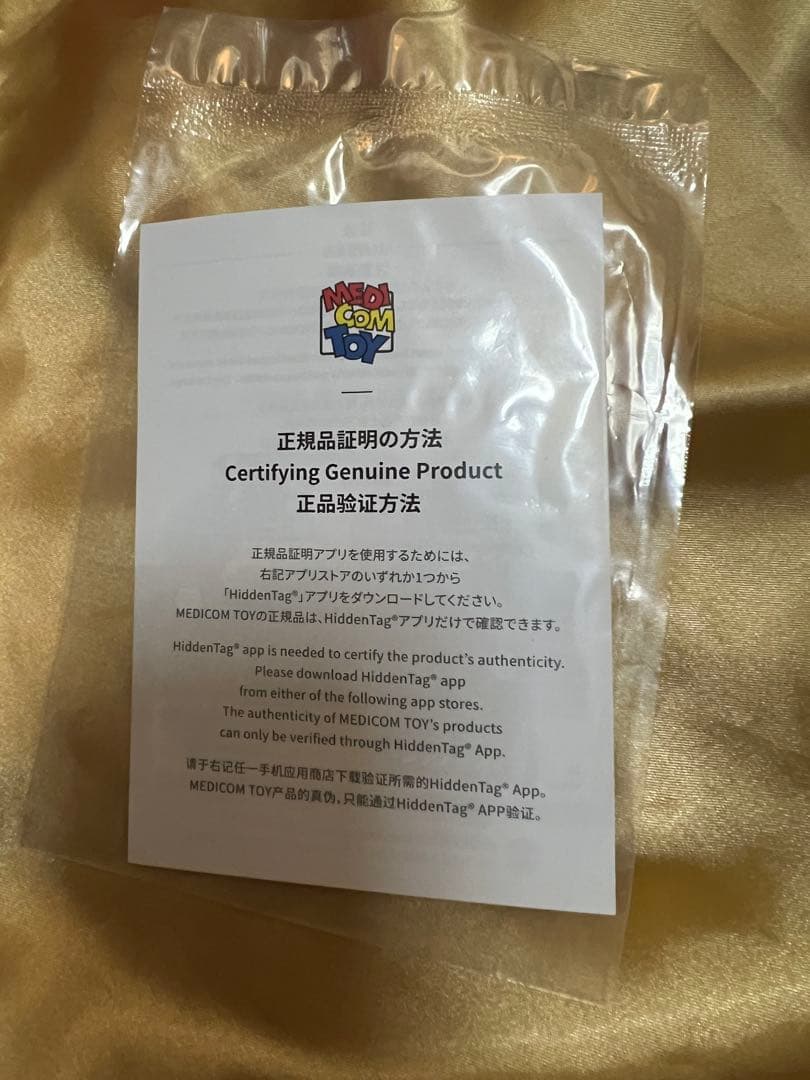 MEDI
COM
TOY
正規品証明の方法
Certifying Genuine Product
正品验证方法
正規品証明アプリを使用するためには、
右記アプリストアのいずれか1つから
「HiddenTag®」アプリをダウンロードしてください。
MEDICOM TOYの正規品は、HiddenTag®アプリだけで確認できます。
HiddenTag® app is needed to certify the product's authenticity.
Please download HiddenTag® app
from either of the following app stores.
The authenticity of MEDICOM TOY's products
can only be verified through HiddenTag® App.
请于右记任一手机应用商店下载验证所需的HiddenTag® App。
MEDICOM TOY产品的真伪，只能通过HiddenTag® APP验证。